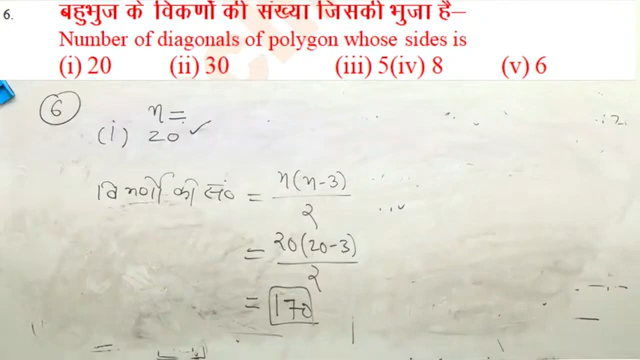 6. बहुभुज के विकर्णों की संख्या जिसकी भुजा है–
Number of diagonals of polygon whose sides is
(i) 20 (ii) 30 (iii) 5(iv) 8 (v) 6
6 n =
(i) 20 ✓
विकर्णों की सं० = n(n-3)/2
= 20(20-3)/2
= 170